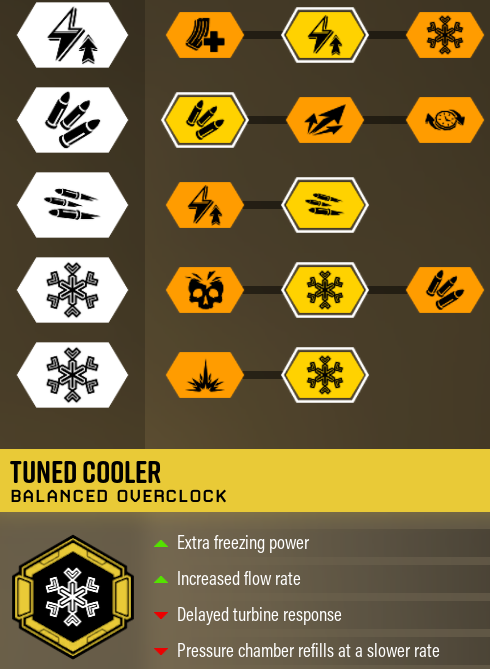 TUNED COOLER
BALANCED OVERCLOCK
Extra freezing power
Increased flow rate
Delayed turbine response
Pressure chamber refills at a slower rate